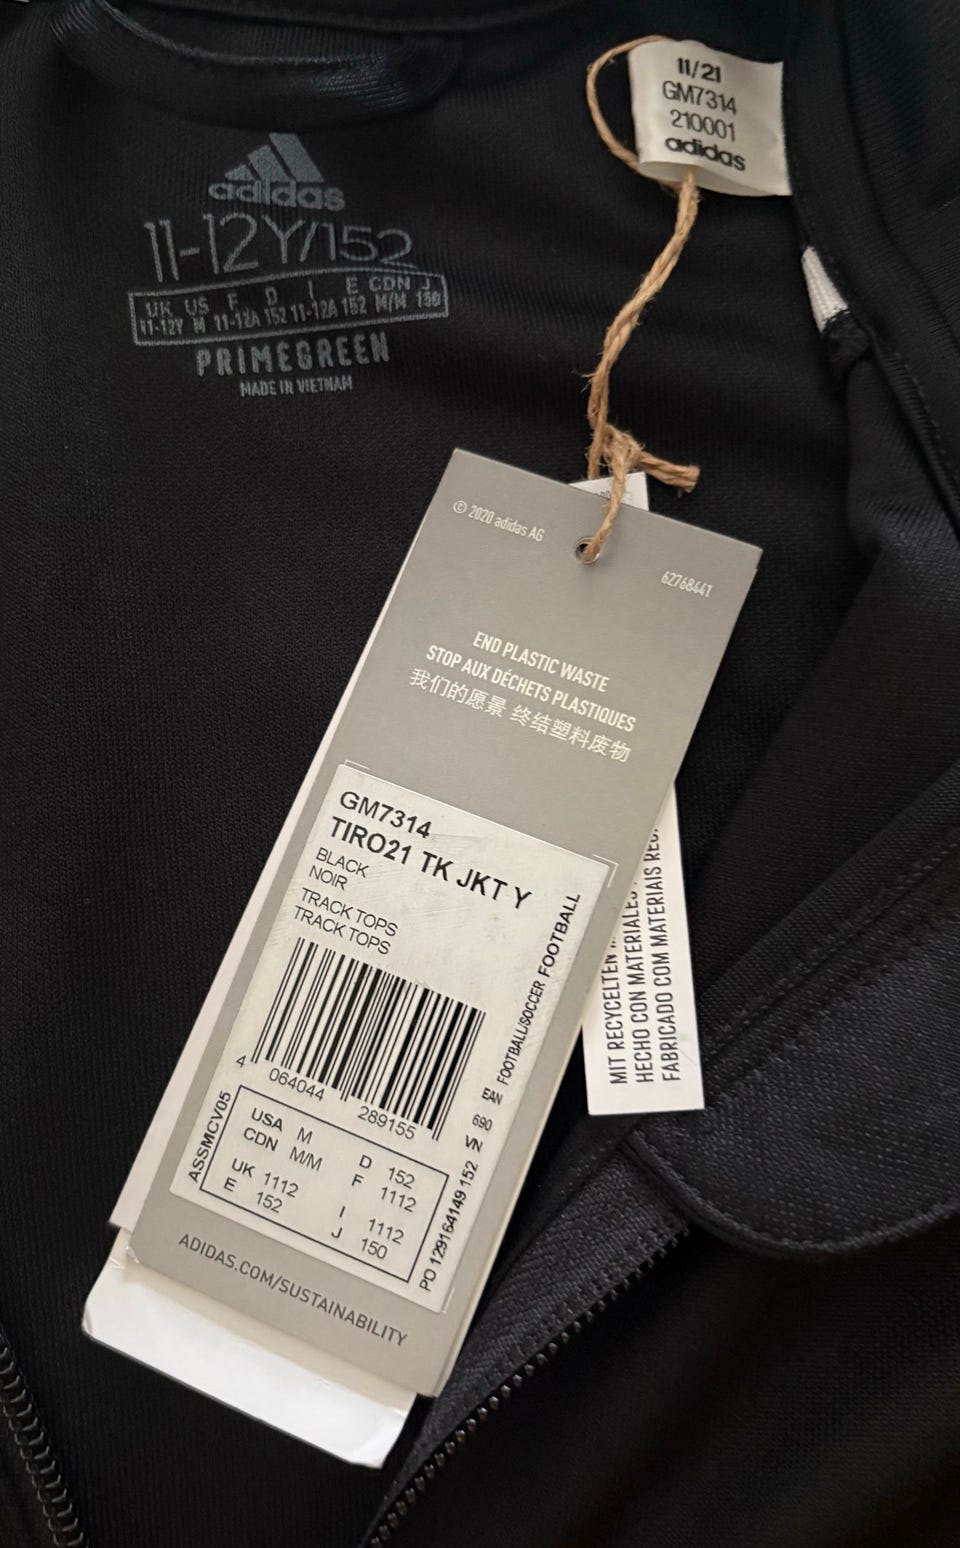 adidas
11-12Y/152
UK US F D I E CDN J
11-12Y M 11-12A 152 11-12A 152 M/M 150
PRIMEGREEN
MADE IN VIETNAM
11/21
GM7314
210001
adidas
© 2020 adidas AG
62768441
END PLASTIC WASTE
STOP AUX DÉCHETS PLASTIQUES
我们的愿景 终结塑料废物
GM7314
TIRO21 TK JKT Y
BLACK
NOIR
TRACK TOPS
TRACK TOPS
FOOTBALL/SOCCER FOOTBALL
4 064044 289155
EAN
690
VN
ASSMCV05
USA M
CDN M/M
UK 1112
E 152
D 152
F 1112
I 1112
J 150
PO 129164149 152
ADIDAS.COM/SUSTAINABILITY
MIT RECYCELTEN
HECHO CON MATERIALES
FABRICADO COM MATERIAIS